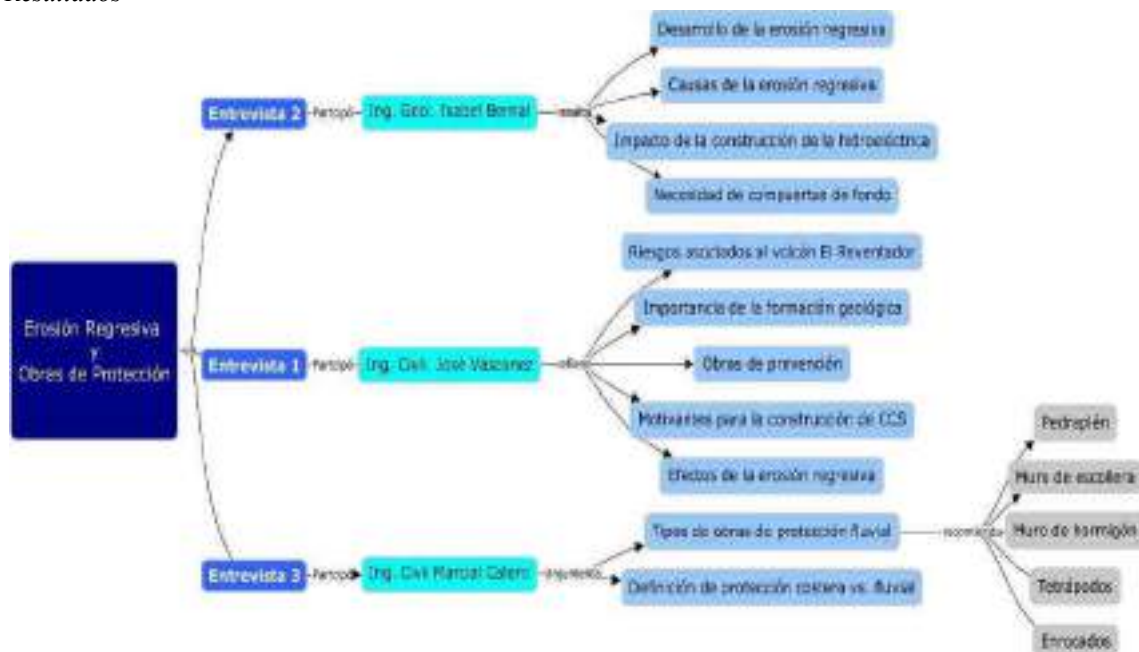 Resultados
Desarrollo de la erosión regresiva
Causas de la erosión regresiva
Entrevista 2
Participó
Ing. Geol. Isabel Bernal
Impacto de la construcción de la hidroeléctrica
Necesidad de compuertas de fondo
Riesgos asociados al volcán El Reventador
Importancia de la formación geológica
Erosión Regresiva
y
Obras de Protección
Entrevista 1
Participó
Ing. Civil. José Vasconez
Obras de prevención
Motivantes para la construcción de CCS
Efectos de la erosión regresiva
Entrevista 3
Participó
Ing. Civil Marcial Calero
Tipos de obras de protección fluvial
Definición de protección costera vs. fluvial
Pedraplén
Muro de escollera
Muro de hormigón
Tetrápodos
Enrocados